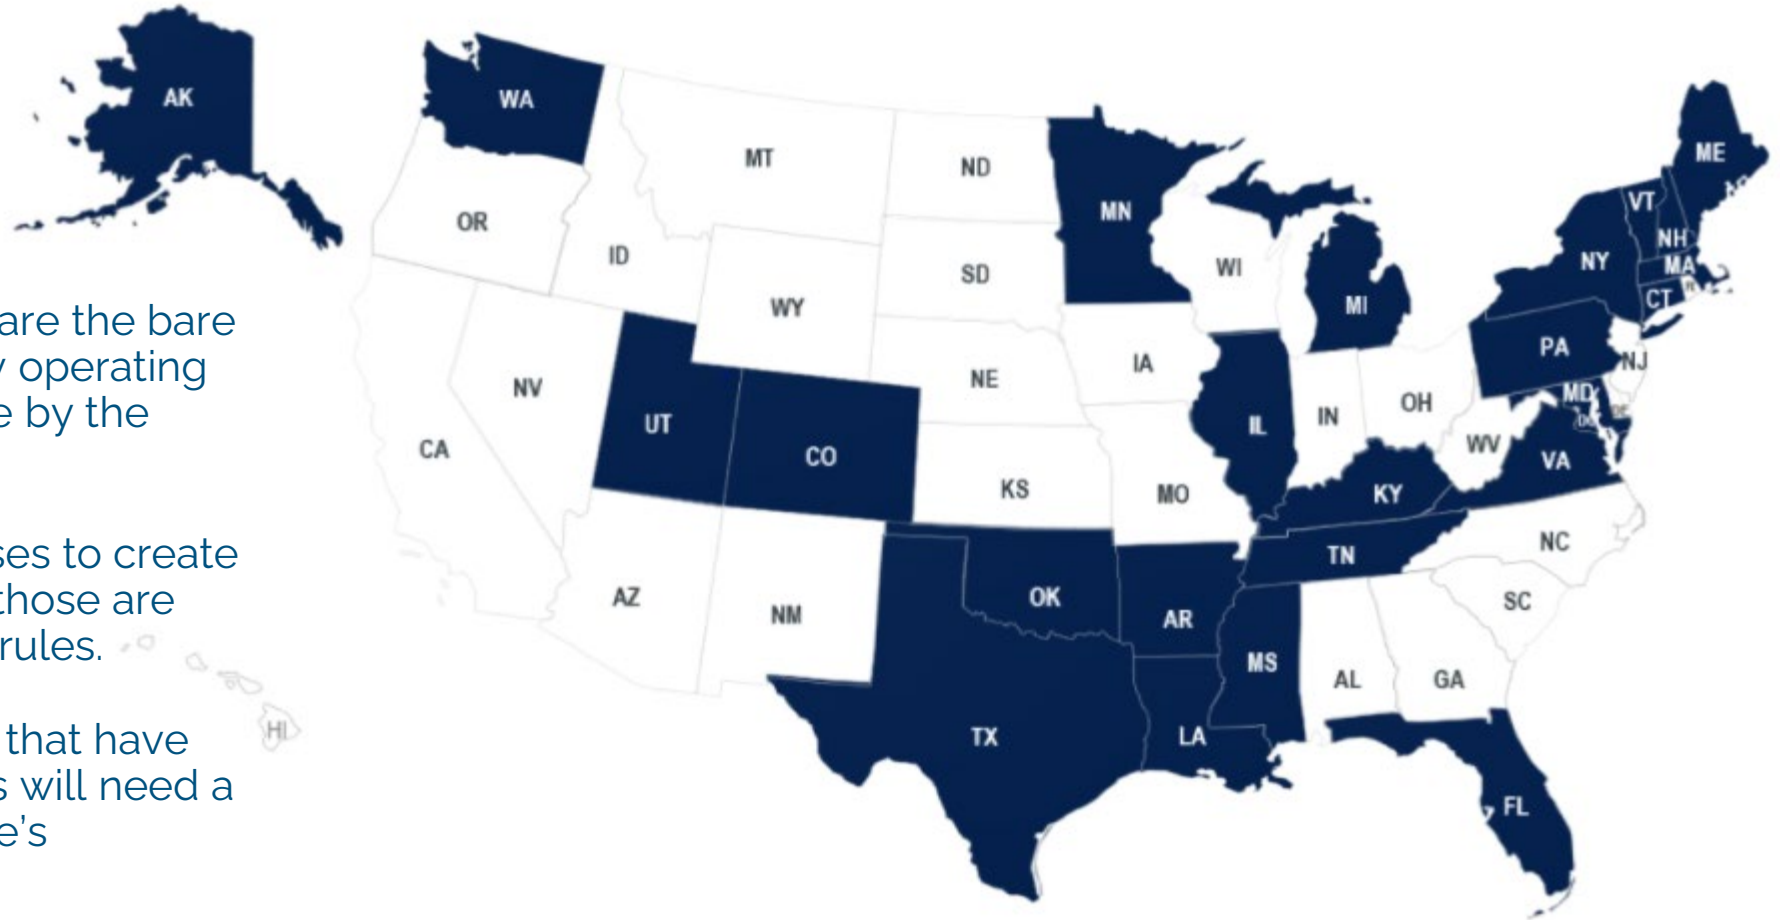 are the bare
operating
e by the
ses to create
those are
rules.
that have
s will need a
e's
AK
WA
MT
ND
MN
ME
OR
ID
SD
WI
MI
VT
NH
NY
MA
CT
WY
IA
NE
PA
NJ
NV
UT
CO
IL
IN
OH
MD
DC
DE
WV
VA
CA
KS
MO
KY
NC
TN
AZ
NM
OK
AR
SC
MS
AL
GA
HI
TX
LA
FL